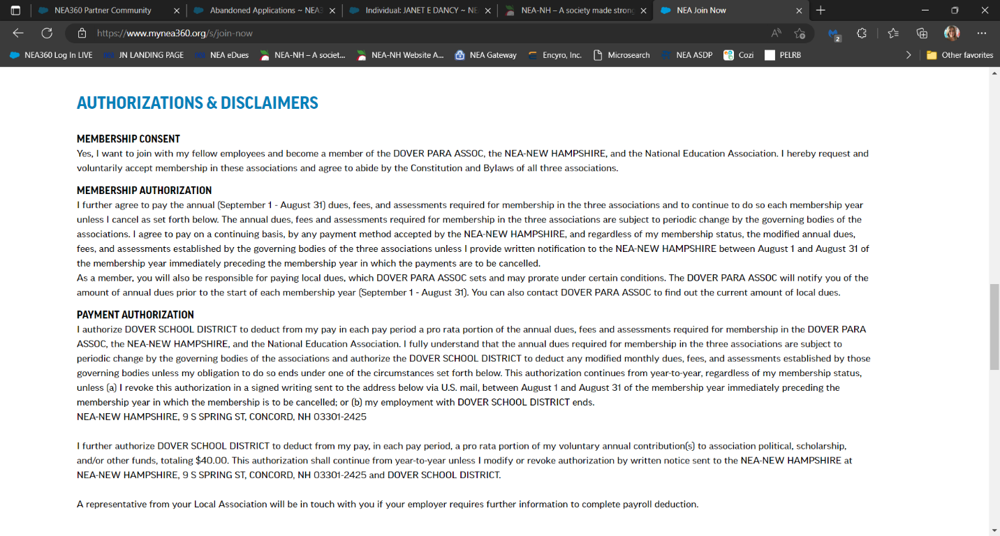 NEA360 Partner Community
Abandoned Applications ~ NEA3
Individual: JANET E DANCY ~ NE
NEA-NH – A society made strong
NEA Join Now
https://www.mynea360.org/s/join-now
2
NEA360 Log In LIVE
JN LANDING PAGE
NEA eDues
NEA-NH – A societ...
NEA-NH Website A...
NEA Gateway
Encyro, Inc.
Microsearch
NEA ASDP
Cozi
PELRB
Other favorites
AUTHORIZATIONS & DISCLAIMERS
MEMBERSHIP CONSENT
Yes, I want to join with my fellow employees and become a member of the DOVER PARA ASSOC, the NEA-NEW HAMPSHIRE, and the National Education Association. I hereby request and
voluntarily accept membership in these associations and agree to abide by the Constitution and Bylaws of all three associations.
MEMBERSHIP AUTHORIZATION
I further agree to pay the annual (September 1 - August 31) dues, fees, and assessments required for membership in the three associations and to continue to do so each membership year
unless I cancel as set forth below. The annual dues, fees and assessments required for membership in the three associations are subject to periodic change by the governing bodies of the
associations. I agree to pay on a continuing basis, by any payment method accepted by the NEA-NEW HAMPSHIRE, and regardless of my membership status, the modified annual dues,
fees, and assessments established by the governing bodies of the three associations unless I provide written notification to the NEA-NEW HAMPSHIRE between August 1 and August 31 of
the membership year immediately preceding the membership year in which the payments are to be cancelled.
As a member, you will also be responsible for paying local dues, which DOVER PARA ASSOC sets and may prorate under certain conditions. The DOVER PARA ASSOC will notify you of the
amount of annual dues prior to the start of each membership year (September 1 - August 31). You can also contact DOVER PARA ASSOC to find out the current amount of local dues.
PAYMENT AUTHORIZATION
I authorize DOVER SCHOOL DISTRICT to deduct from my pay in each pay period a pro rata portion of the annual dues, fees and assessments required for membership in the DOVER PARA
ASSOC, the NEA-NEW HAMPSHIRE, and the National Education Association. I fully understand that the annual dues required for membership in the three associations are subject to
periodic change by the governing bodies of the associations and authorize the DOVER SCHOOL DISTRICT to deduct any modified monthly dues, fees, and assessments established by those
governing bodies unless my obligation to do so ends under one of the circumstances set forth below. This authorization continues from year-to-year, regardless of my membership status,
unless (a) I revoke this authorization in a signed writing sent to the address below via U.S. mail, between August 1 and August 31 of the membership year immediately preceding the
membership year in which the membership is to be cancelled; or (b) my employment with DOVER SCHOOL DISTRICT ends.
NEA-NEW HAMPSHIRE, 9 S SPRING ST, CONCORD, NH 03301-2425
I further authorize DOVER SCHOOL DISTRICT to deduct from my pay, in each pay period, a pro rata portion of my voluntary annual contribution(s) to association political, scholarship,
and/or other funds, totaling $40.00. This authorization shall continue from year-to-year unless I modify or revoke authorization by written notice sent to the NEA-NEW HAMPSHIRE at
NEA-NEW HAMPSHIRE, 9 S SPRING ST, CONCORD, NH 03301-2425 and DOVER SCHOOL DISTRICT.
A representative from your Local Association will be in touch with you if your employer requires further information to complete payroll deduction.